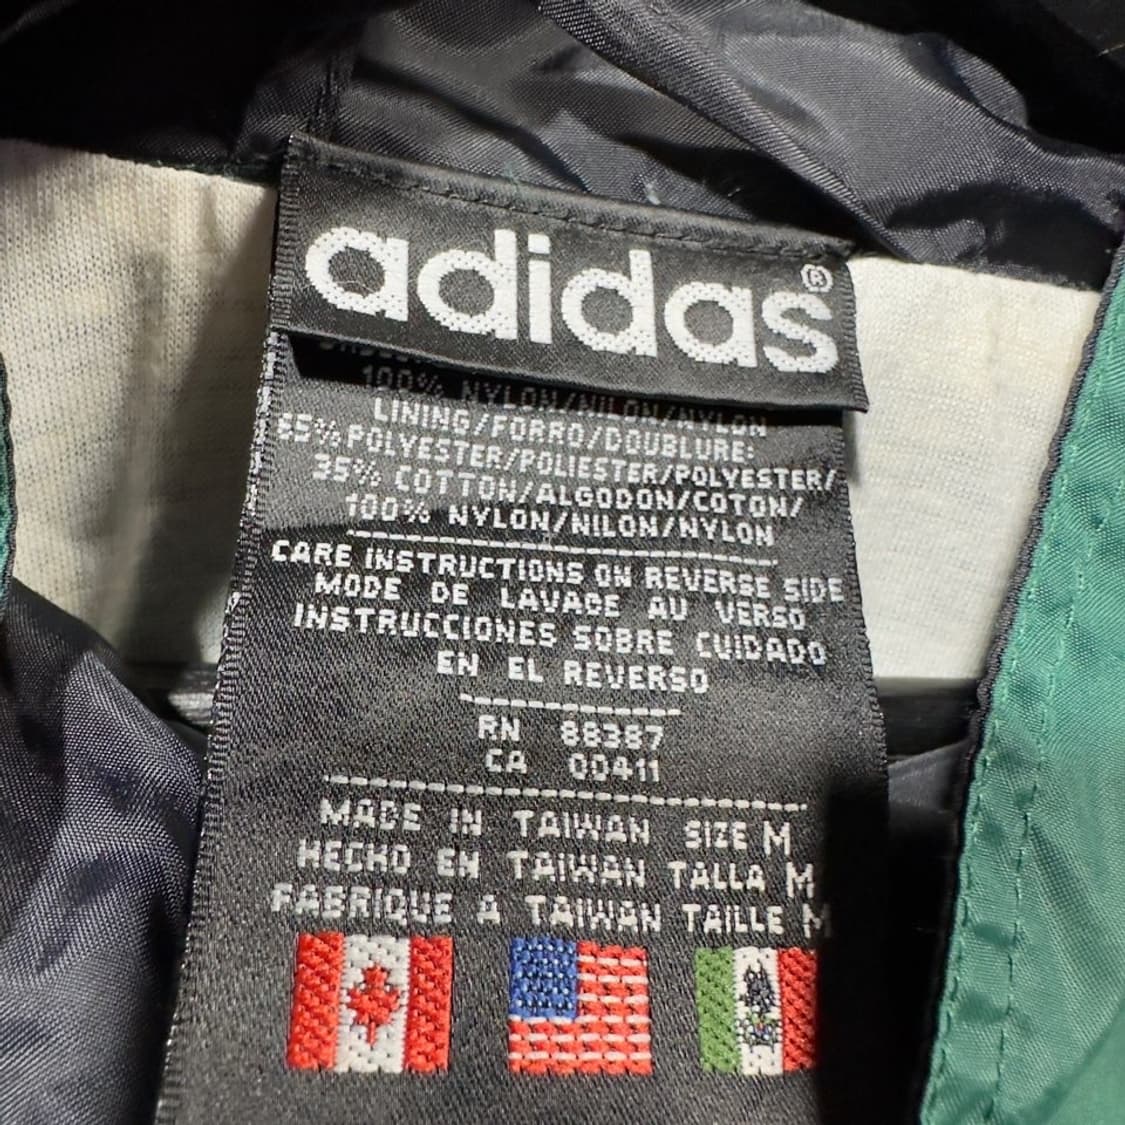 adidas®
100% NYLON/NILON/NYLON
LINING/FORRO/DOUBLURE:
65% POLYESTER/POLIESTER/POLYESTER/
35% COTTON/ALGODON/COTON/
100% NYLON/NILON/NYLON
CARE INSTRUCTIONS ON REVERSE SIDE
MODE DE LAVAGE AU VERSO
INSTRUCCIONES SOBRE CUIDADO
EN EL REVERSO
RN 88387
CA 00411
MADE IN TAIWAN SIZE M
HECHO EN TAIWAN TALLA M
FABRIQUE A TAIWAN TAILLE M